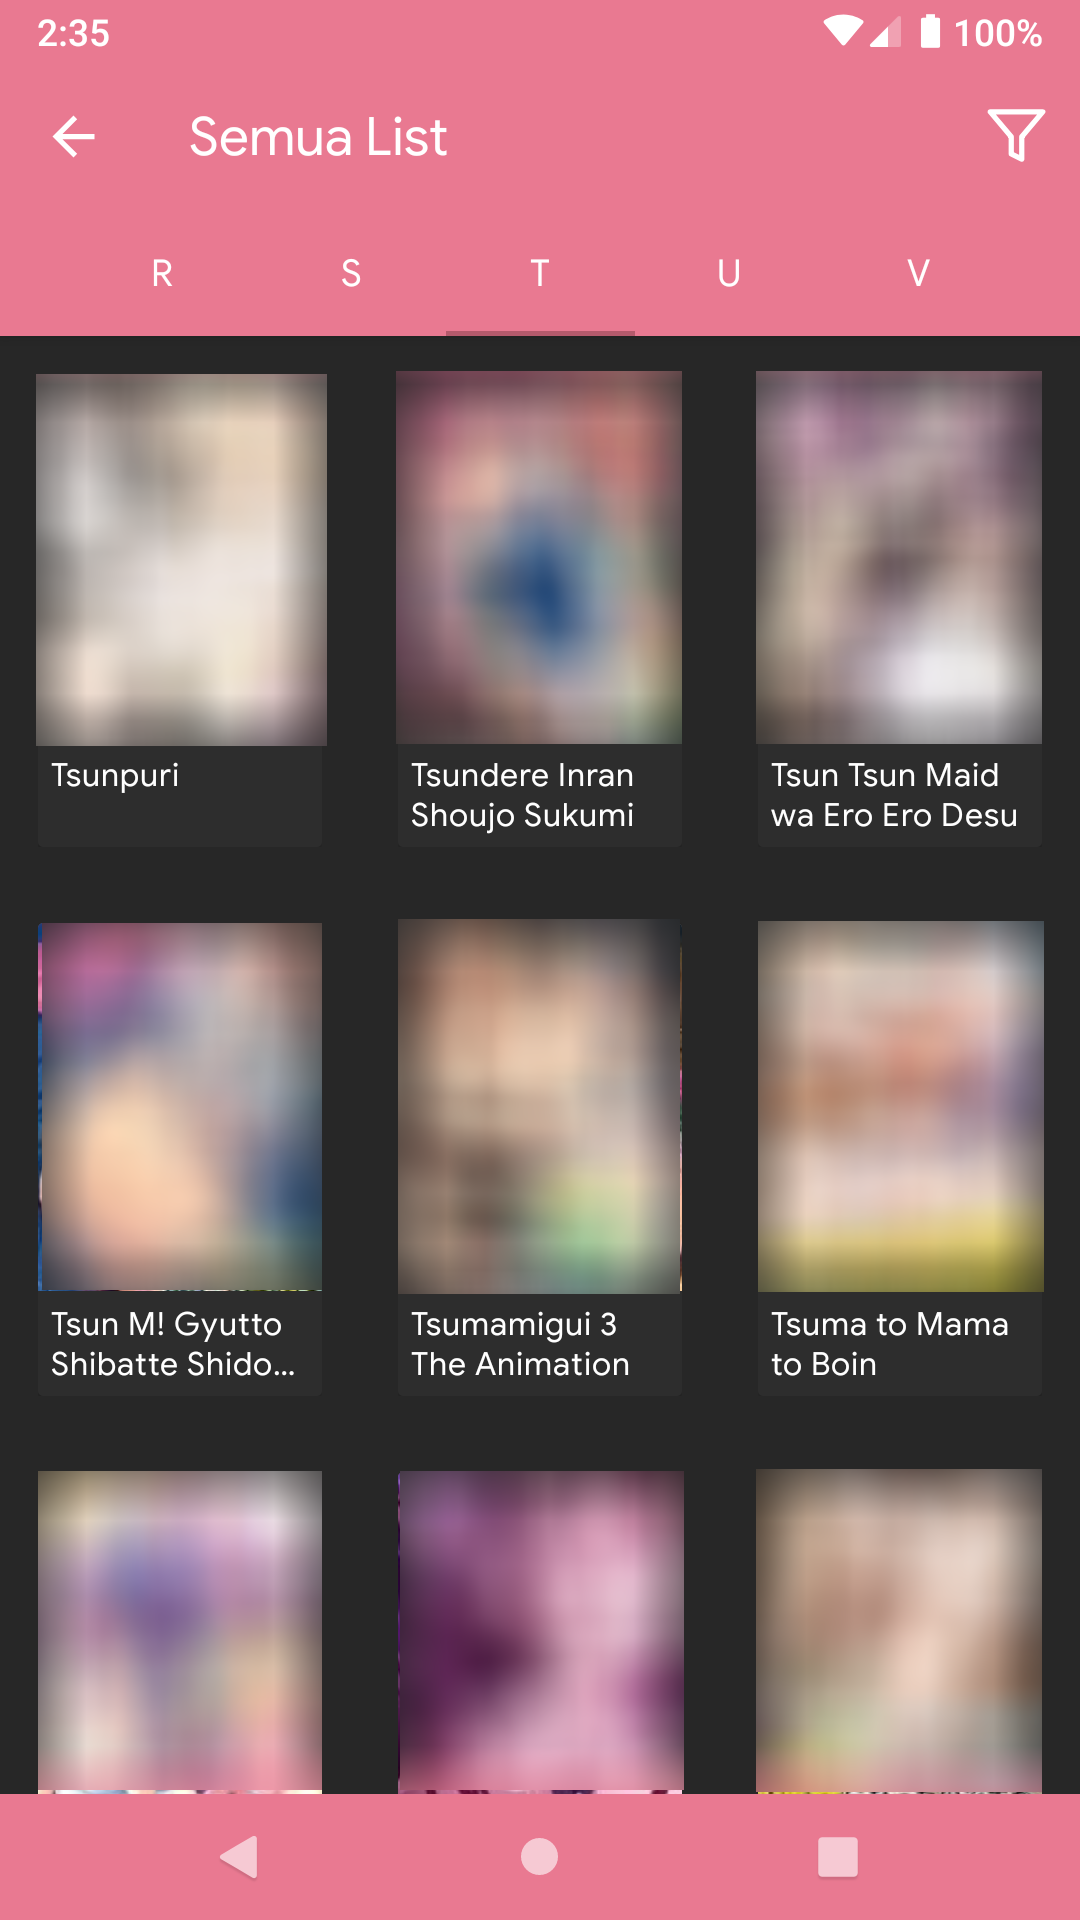 2:35 100%
Semua List
R S T U V
Tsunpuri
Tsundere Inran
Shoujo Sukumi
Tsun Tsun Maid
wa Ero Ero Desu
Tsun M! Gyutto
Shibatte Shido...
Tsumamigui 3
The Animation
Tsuma to Mama
to Boin